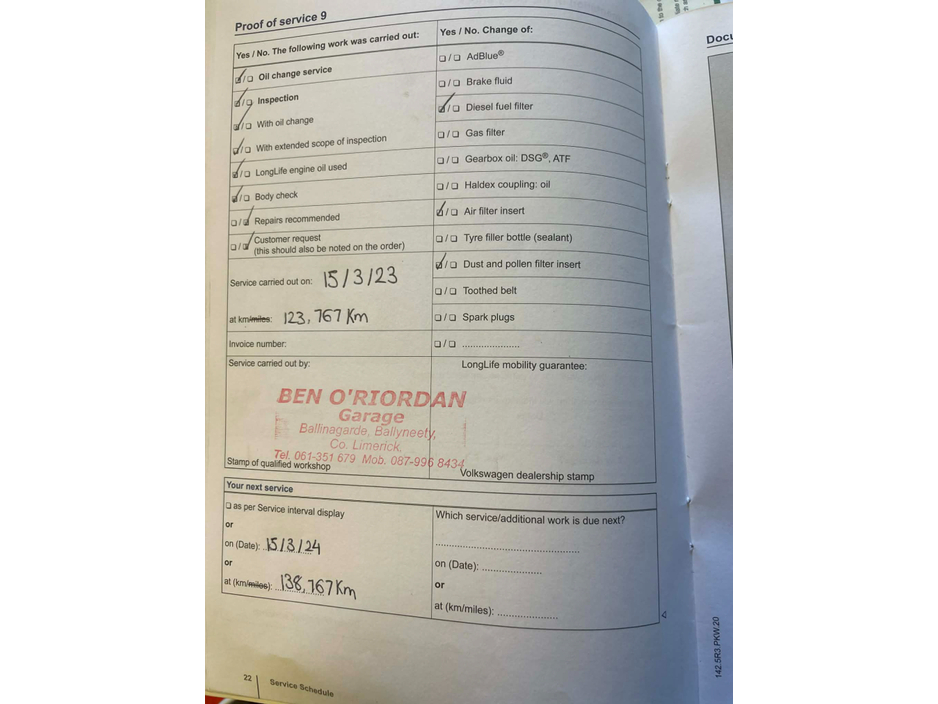 Proof of service 9
Yes / No. The following work was carried out:
☑/☐ Oil change service
☑/☐ Inspection
☑/☐ With oil change
☑/☐ With extended scope of inspection
☑/☐ LongLife engine oil used
☑/☐ Body check
☐/☑ Repairs recommended
☐/☑ Customer request
(this should also be noted on the order)
Service carried out on: 15/3/23
at km/miles: 123,767 Km
Invoice number:
Service carried out by:
BEN O'RIORDAN
Garage
Ballinagarde, Ballyneety,
Co. Limerick,
Tel. 061-351 679 Mob. 087-996 8434
Stamp of qualified workshop
Yes / No. Change of:
☐/☐ AdBlue®
☐/☐ Brake fluid
☑/☐ Diesel fuel filter
☐/☐ Gas filter
☐/☐ Gearbox oil: DSG®, ATF
☐/☐ Haldex coupling: oil
☑/☐ Air filter insert
☐/☐ Tyre filler bottle (sealant)
☑/☐ Dust and pollen filter insert
☐/☐ Toothed belt
☐/☐ Spark plugs
☐/☐ .....................
LongLife mobility guarantee:
Volkswagen dealership stamp
Your next service
☐ as per Service interval display
or
on (Date): 15/3/24
or
at (km/miles): 138,767 Km
Which service/additional work is due next?
..................................................
on (Date): .....................
or
at (km/miles): .....................
22 Service Schedule
Docu
142.5R3.PKW.20